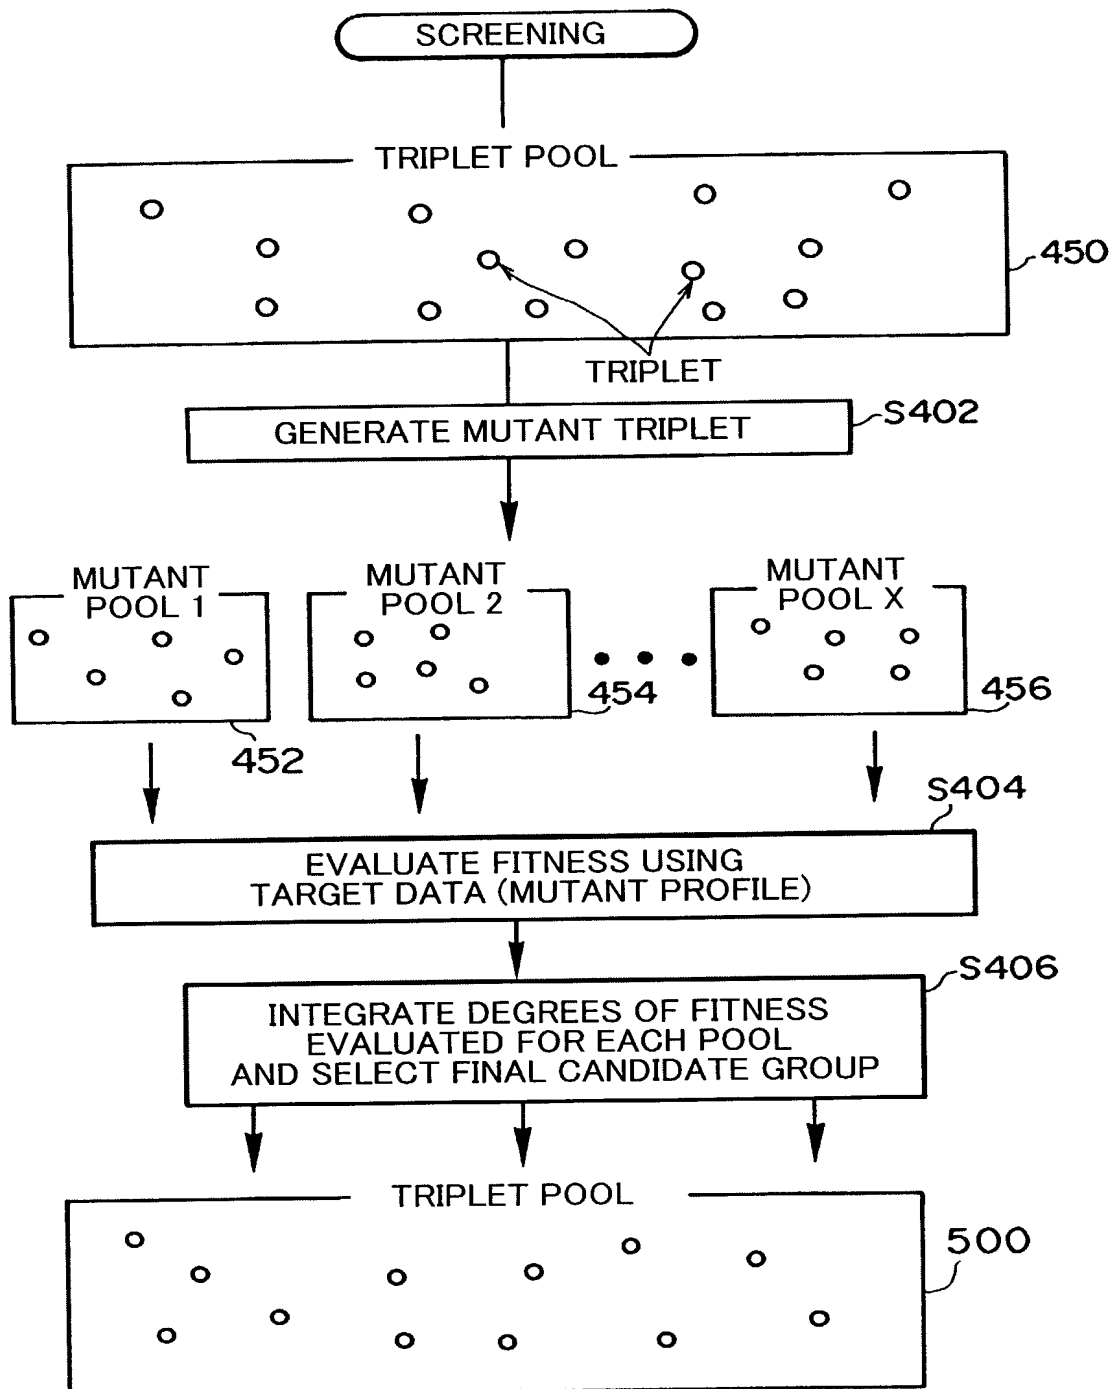 SCREENING
TRIPLET POOL
450
TRIPLET
S402
GENERATE MUTANT TRIPLET
MUTANT
POOL 1
MUTANT
POOL 2
MUTANT
POOL X
452
454
456
S404
EVALUATE FITNESS USING
TARGET DATA (MUTANT PROFILE)
S406
INTEGRATE DEGREES OF FITNESS
EVALUATED FOR EACH POOL
AND SELECT FINAL CANDIDATE GROUP
TRIPLET POOL
500